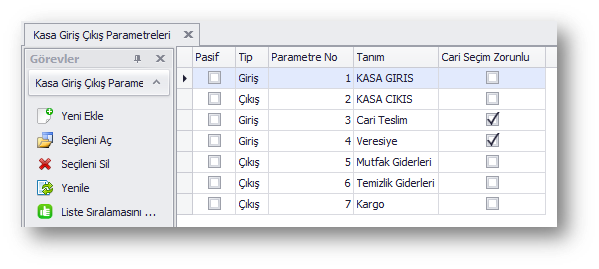 Kasa Giriş Çıkış Parametreleri
Görevler
Kasa Giriş Çıkış Parame
Yeni Ekle
Seçileni Aç
Seçileni Sil
Yenile
Liste Sıralamasını ...
Pasif Tip Parametre No Tanım Cari Seçim Zorunlu
Giriş 1 KASA GIRIS
Çıkış 2 KASA CIKIS
Giriş 3 Cari Teslim
Giriş 4 Veresiye
Çıkış 5 Mutfak Giderleri
Çıkış 6 Temizlik Giderleri
Çıkış 7 Kargo